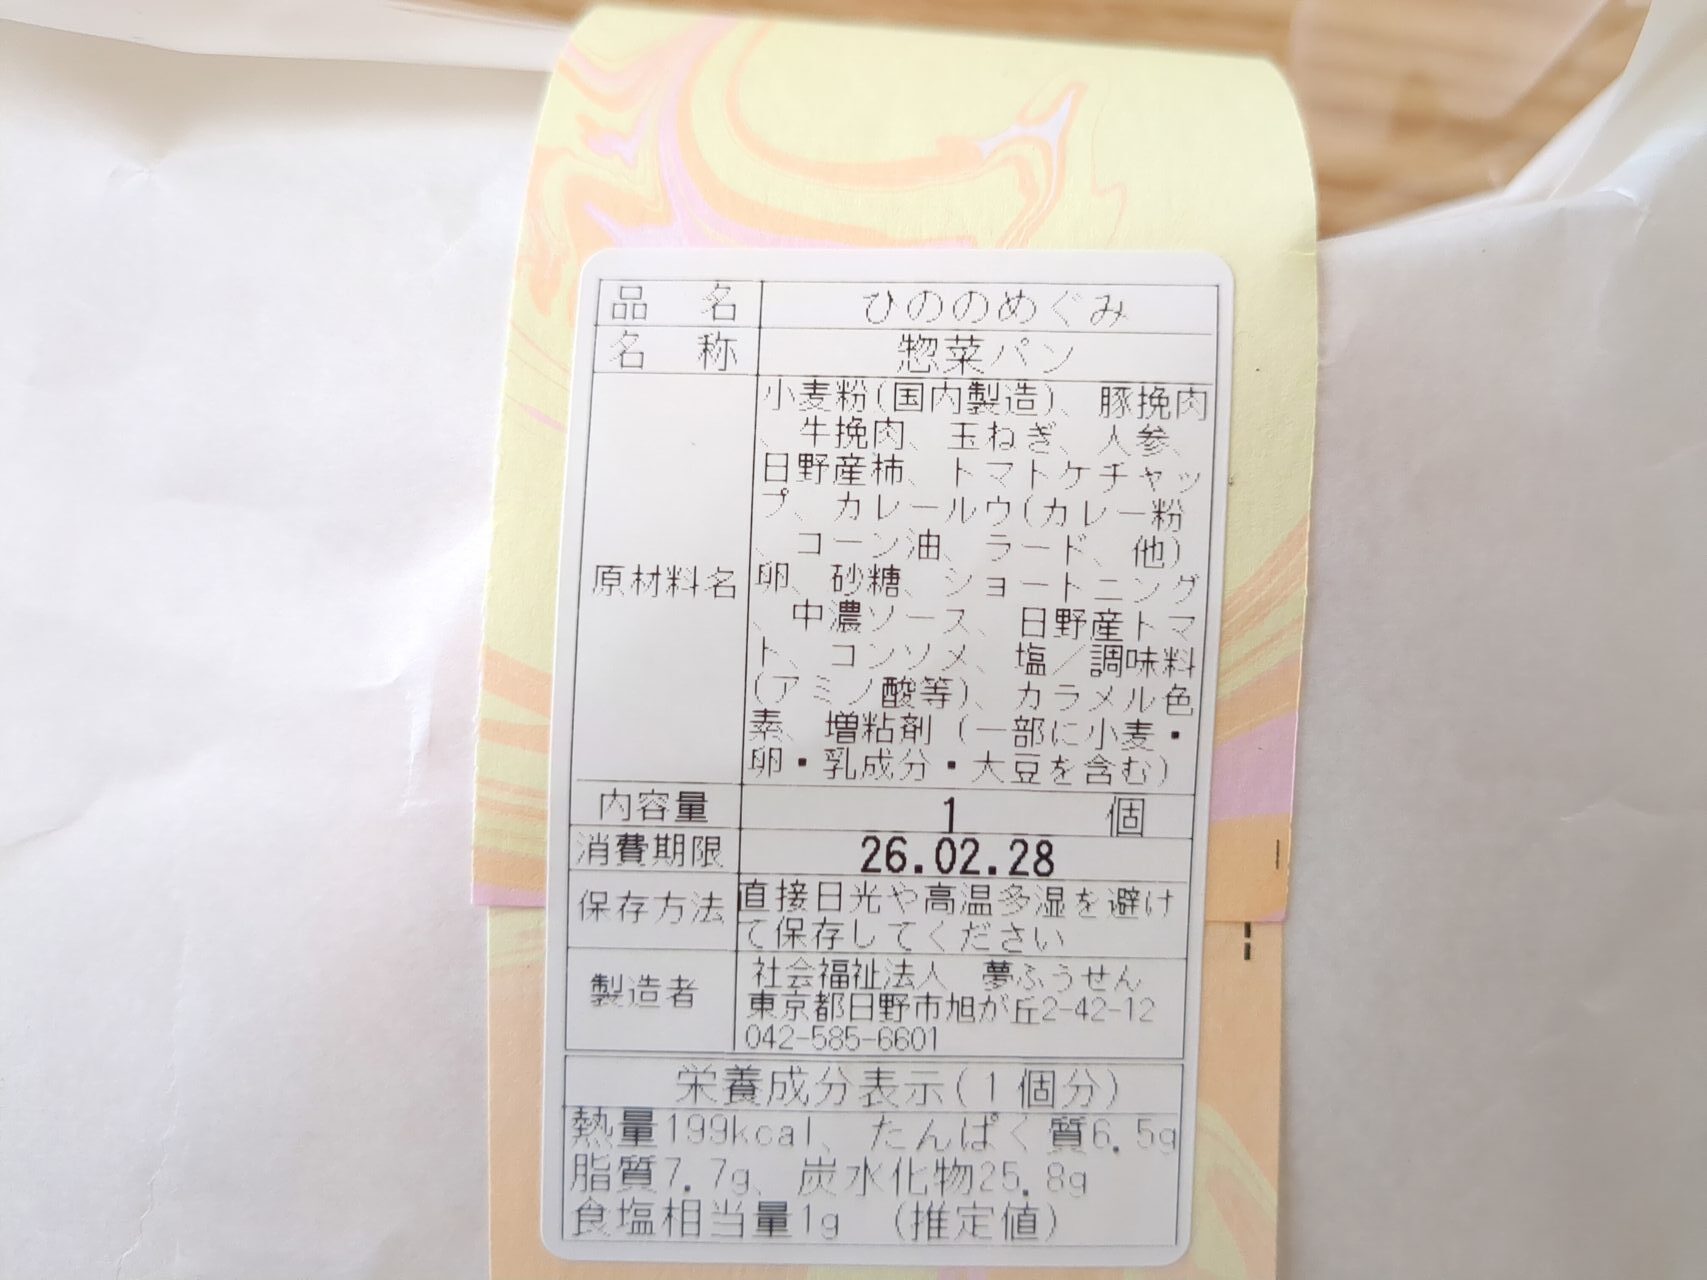 品 名 ひののめぐみ
名 称 惣菜パン
原材料名
小麦粉(国内製造)、豚挽肉
、牛挽肉、玉ねぎ、人参、
日野産柿、トマトケチャッ
プ、カレールウ(カレー粉
、コーン油、ラード、他)
卵、砂糖、ショートニング
、中濃ソース、日野産トマ
ト、コンソメ、塩/調味料
(アミノ酸等)、カラメル色
素、増粘剤(一部に小麦・
卵・乳成分・大豆を含む)
内容量 1 個
消費期限 26.02.28
保存方法
直接日光や高温多湿を避け
て保存してください
製造者
社会福祉法人 夢ふうせん
東京都日野市旭が丘2-42-12
042-585-6601
栄養成分表示(1個分)
熱量199kcal、たんぱく質6.5g
脂質7.7g、炭水化物25.8g
食塩相当量1g (推定値)